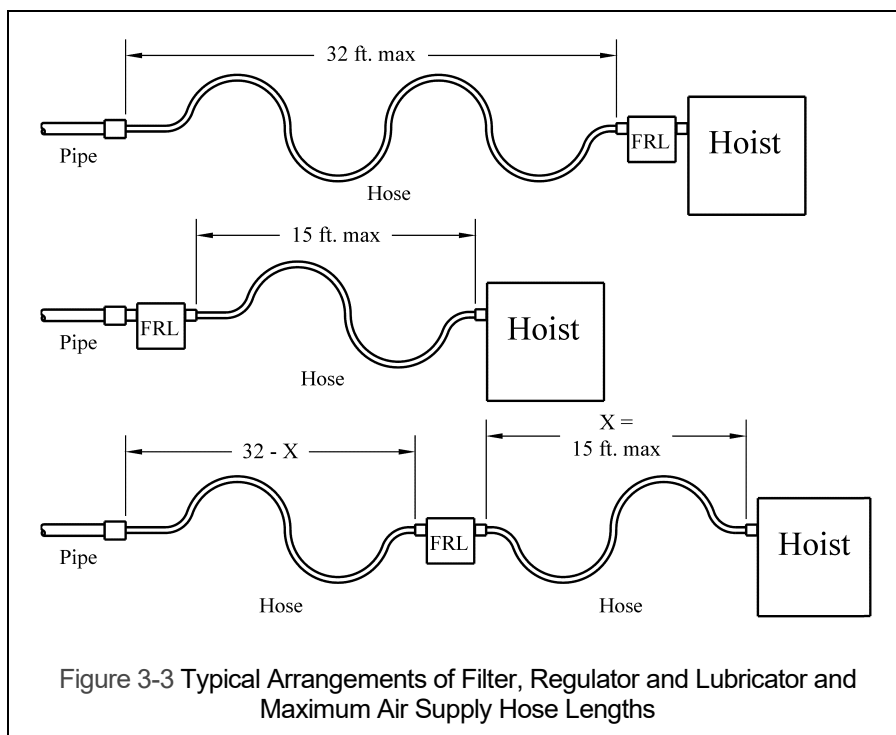 32 ft. max
Pipe
Hose
FRL
Hoist
15 ft. max
Pipe
FRL
Hose
Hoist
32 - X
X =
15 ft. max
Pipe
Hose
FRL
Hose
Hoist
Figure 3-3 Typical Arrangements of Filter, Regulator and Lubricator and
Maximum Air Supply Hose Lengths